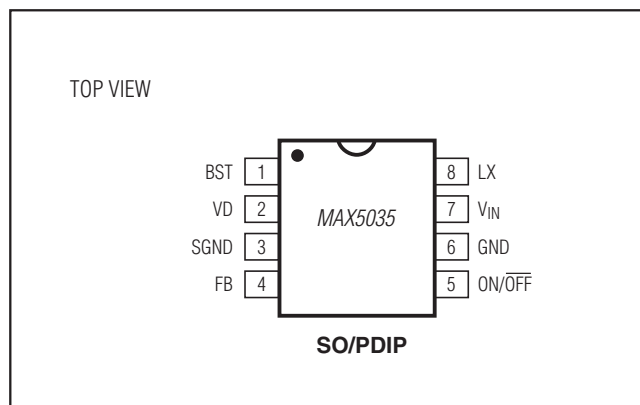 TOP VIEW
BST 1 8 LX
VD 2 MAX5035 7 VIN
SGND 3 6 GND
FB 4 5 ON/OFF
SO/PDIP